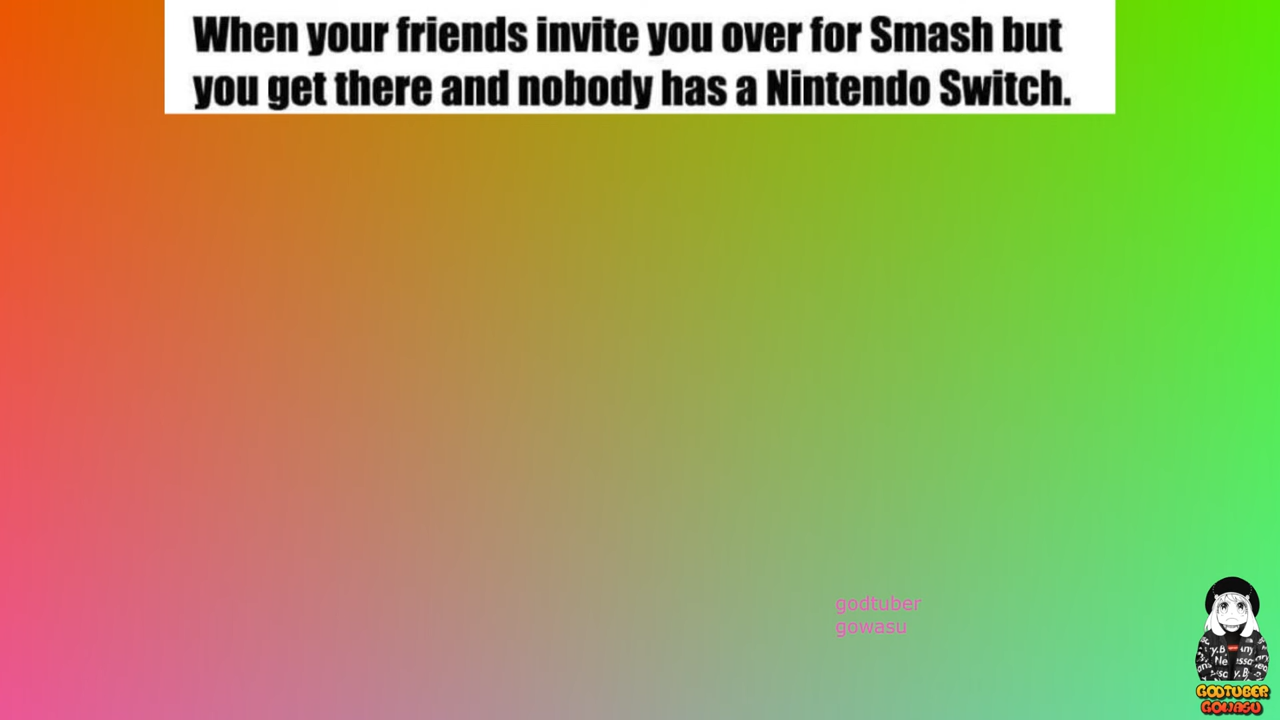 When your friends invite you over for Smash but
you get there and nobody has a Nintendo Switch.
godtuber
gowasu
GODTUBER
GOWASU